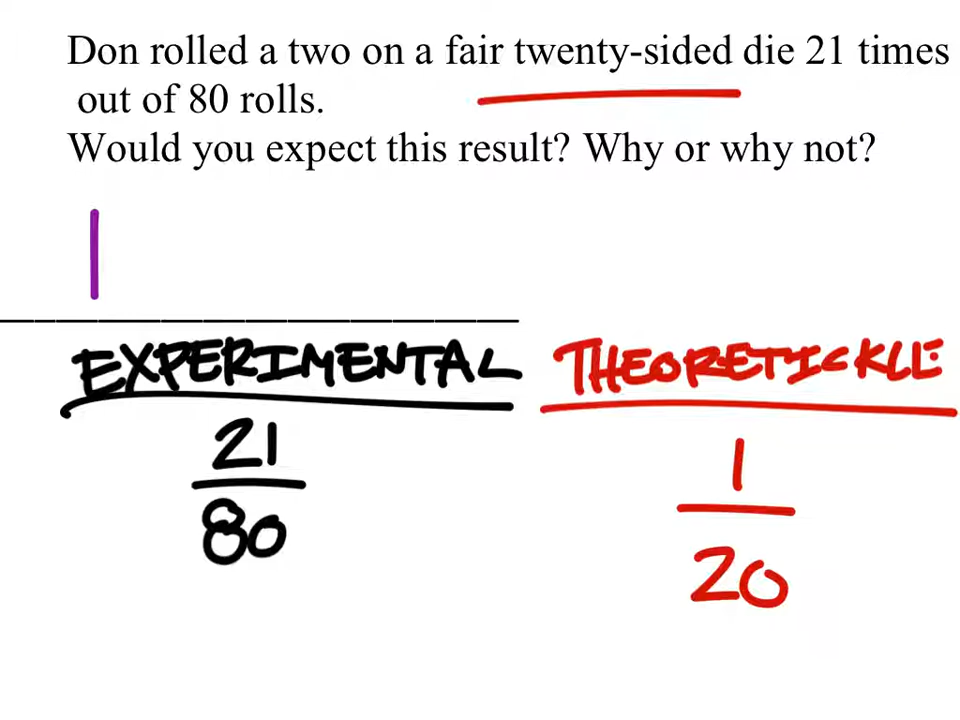 Don rolled a two on a fair twenty-sided die 21 times
out of 80 rolls.
Would you expect this result? Why or why not?
EXPERIMENTAL THEORETICKLE
21
80
1
20